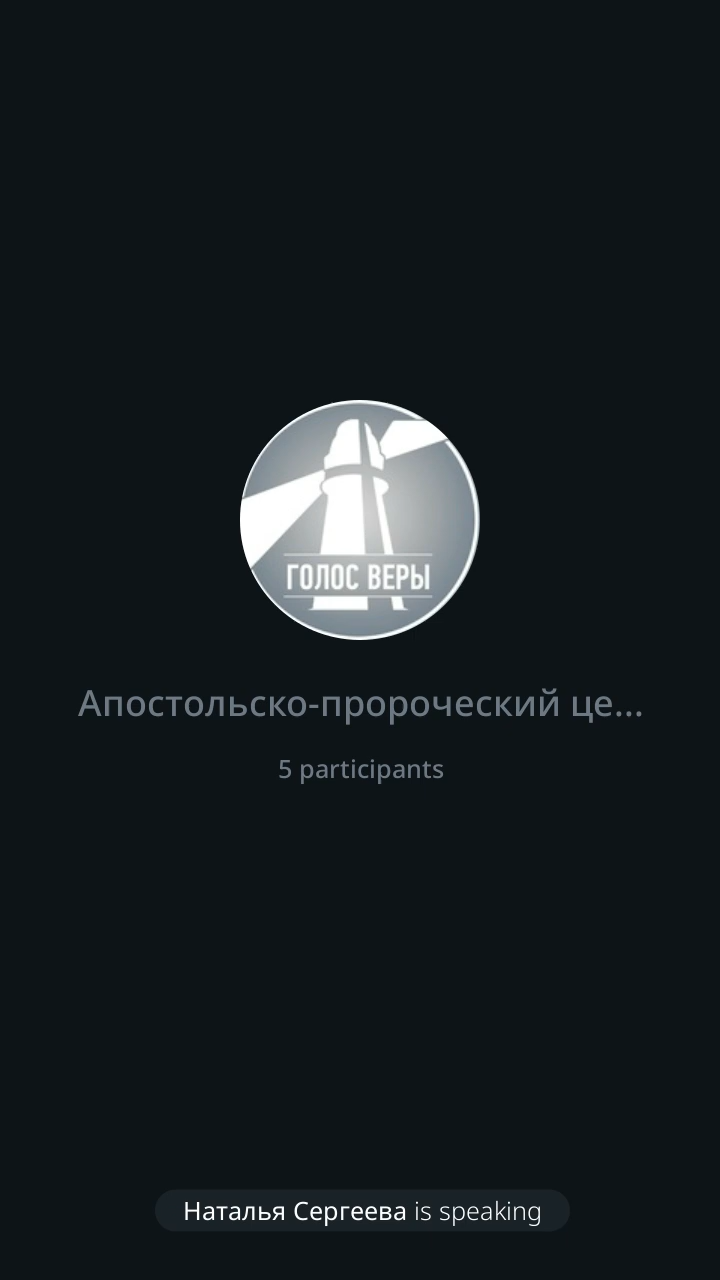 ГОЛОС ВЕРЫ
Апостольско-пророческий це...
5 participants
Наталья Сергеева is speaking